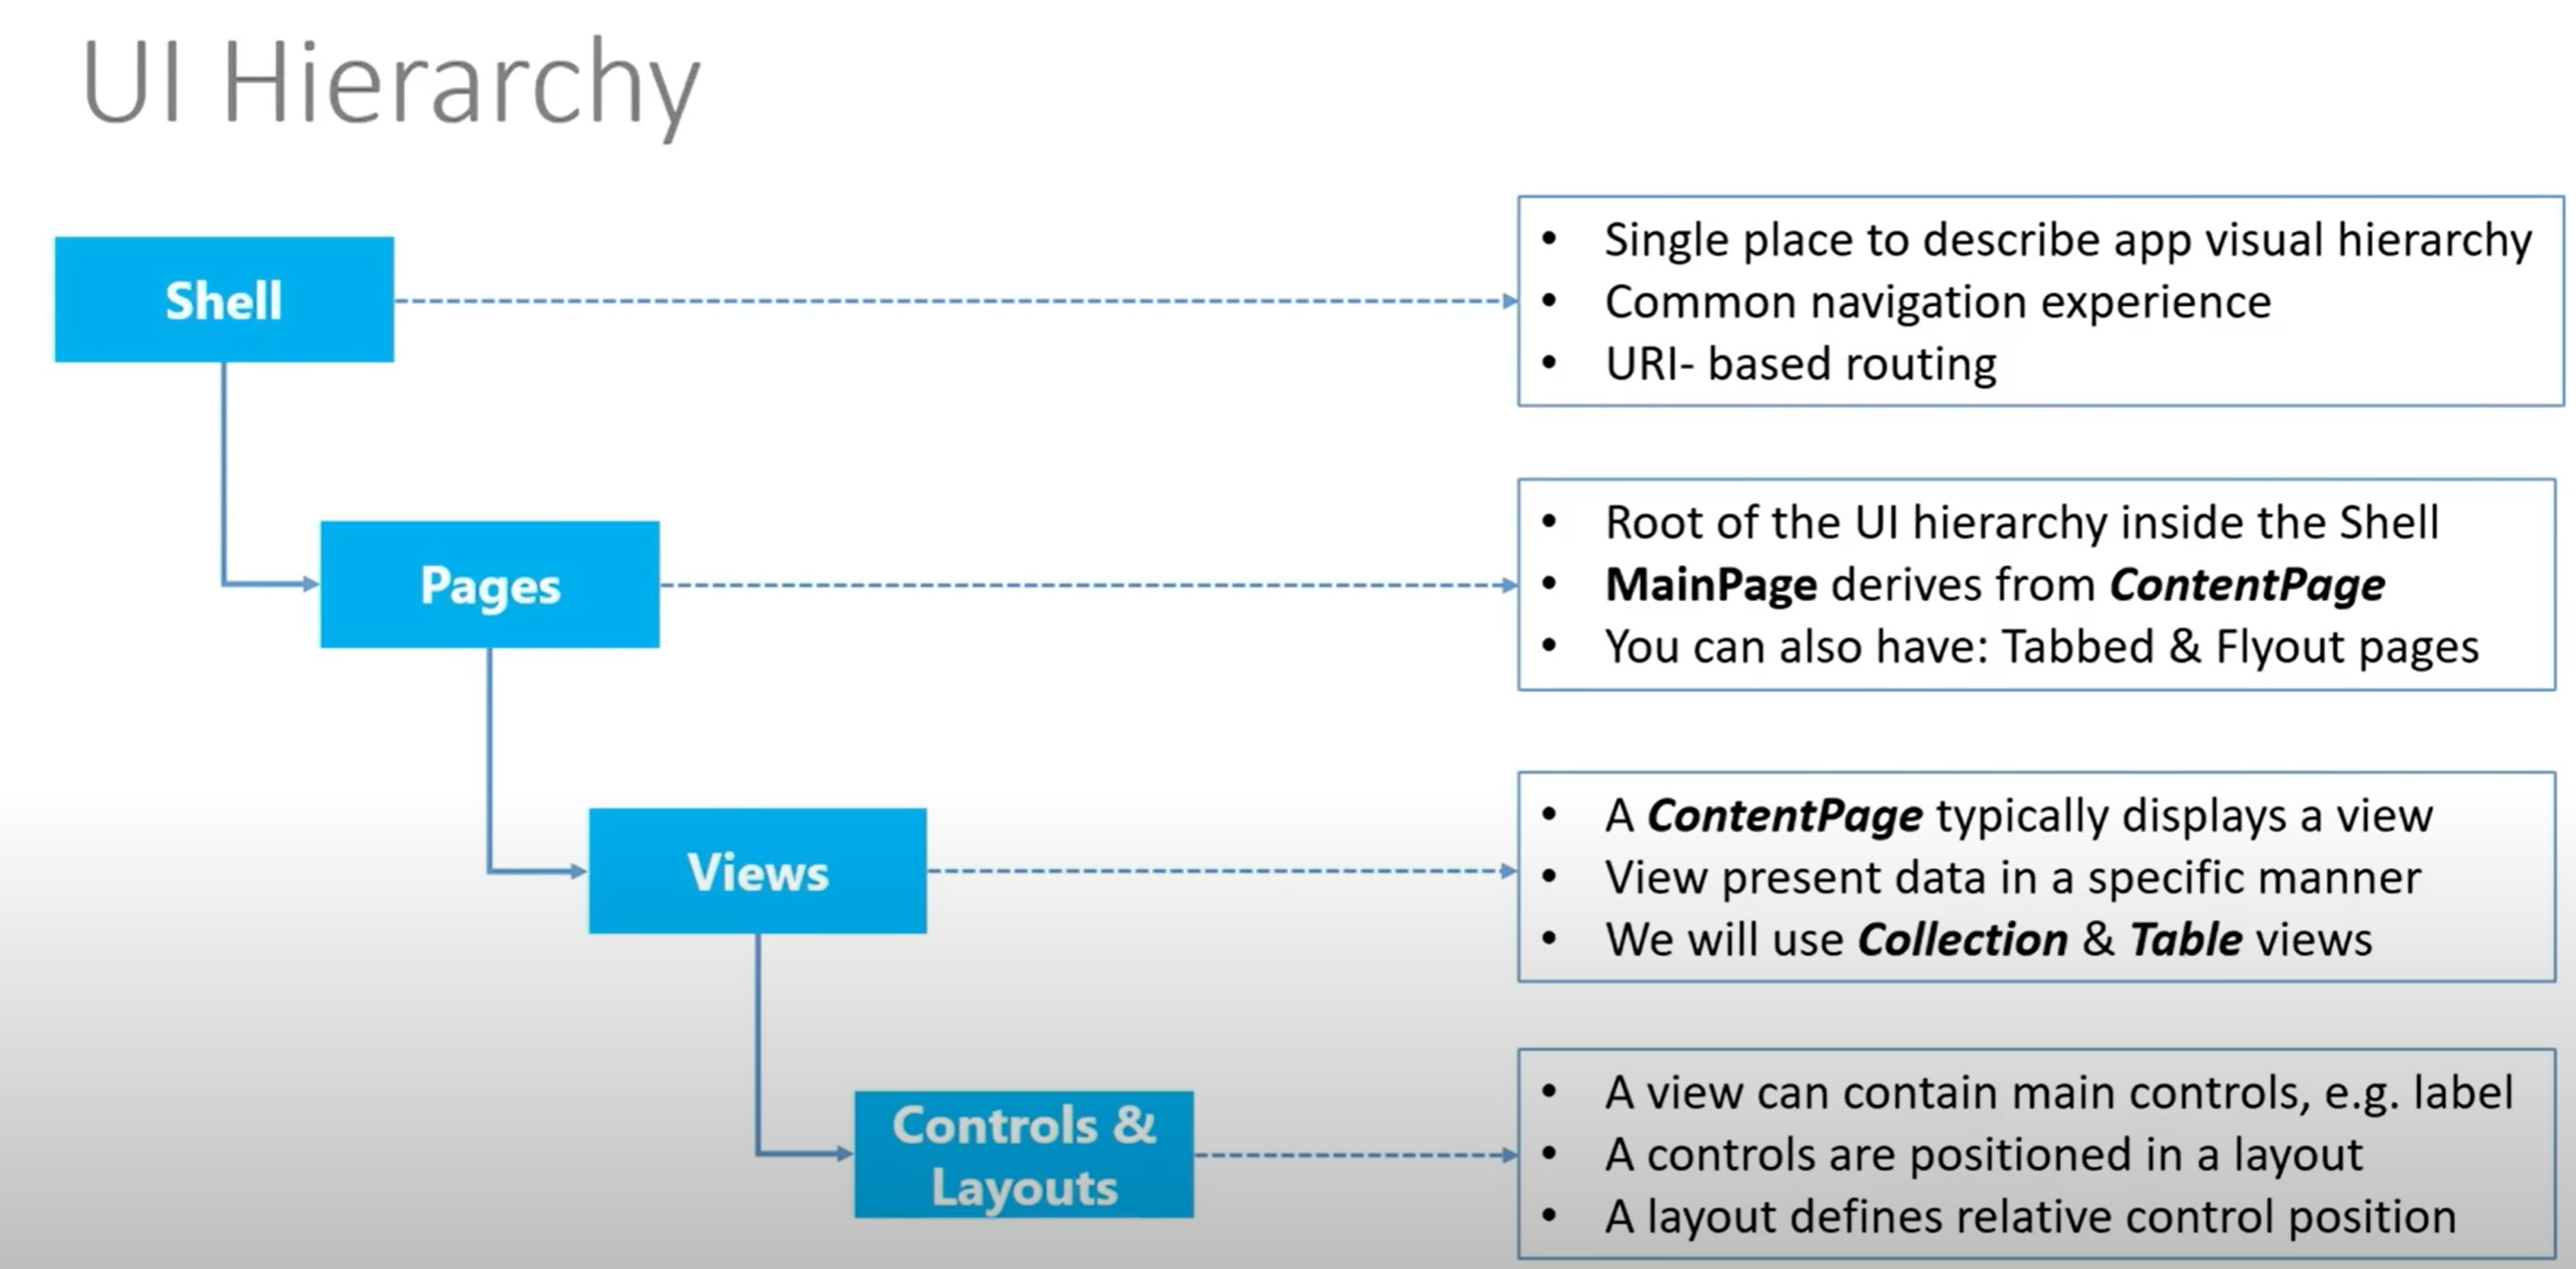 UI Hierarchy
Shell
• Single place to describe app visual hierarchy
• Common navigation experience
• URI- based routing
Pages
• Root of the UI hierarchy inside the Shell
• MainPage derives from ContentPage
• You can also have: Tabbed & Flyout pages
Views
• A ContentPage typically displays a view
• View present data in a specific manner
• We will use Collection & Table views
Controls &
Layouts
• A view can contain main controls, e.g. label
• A controls are positioned in a layout
• A layout defines relative control position